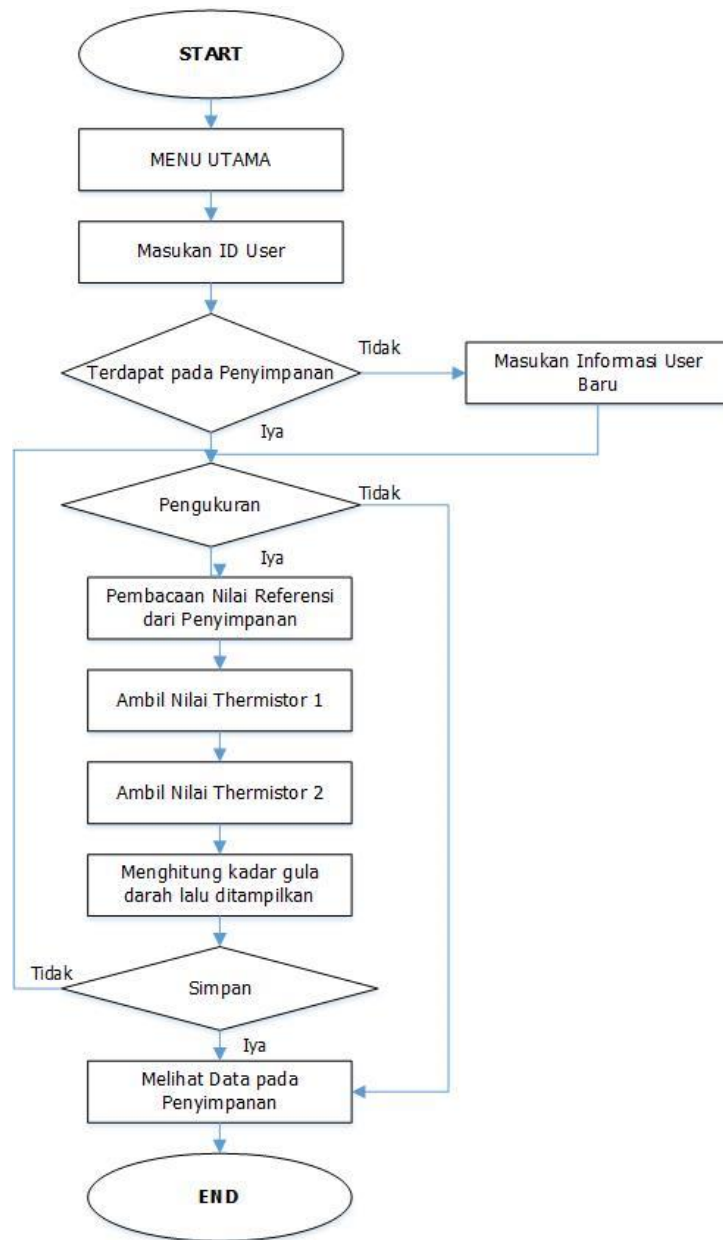 START
MENU UTAMA
Masukan ID User
Terdapat pada Penyimpanan
Tidak
Masukan Informasi User
Baru
Iya
Pengukuran
Tidak
Iya
Pembacaan Nilai Referensi
dari Penyimpanan
Ambil Nilai Thermistor 1
Ambil Nilai Thermistor 2
Menghitung kadar gula
darah lalu ditampilkan
Tidak
Simpan
Iya
Melihat Data pada
Penyimpanan
END